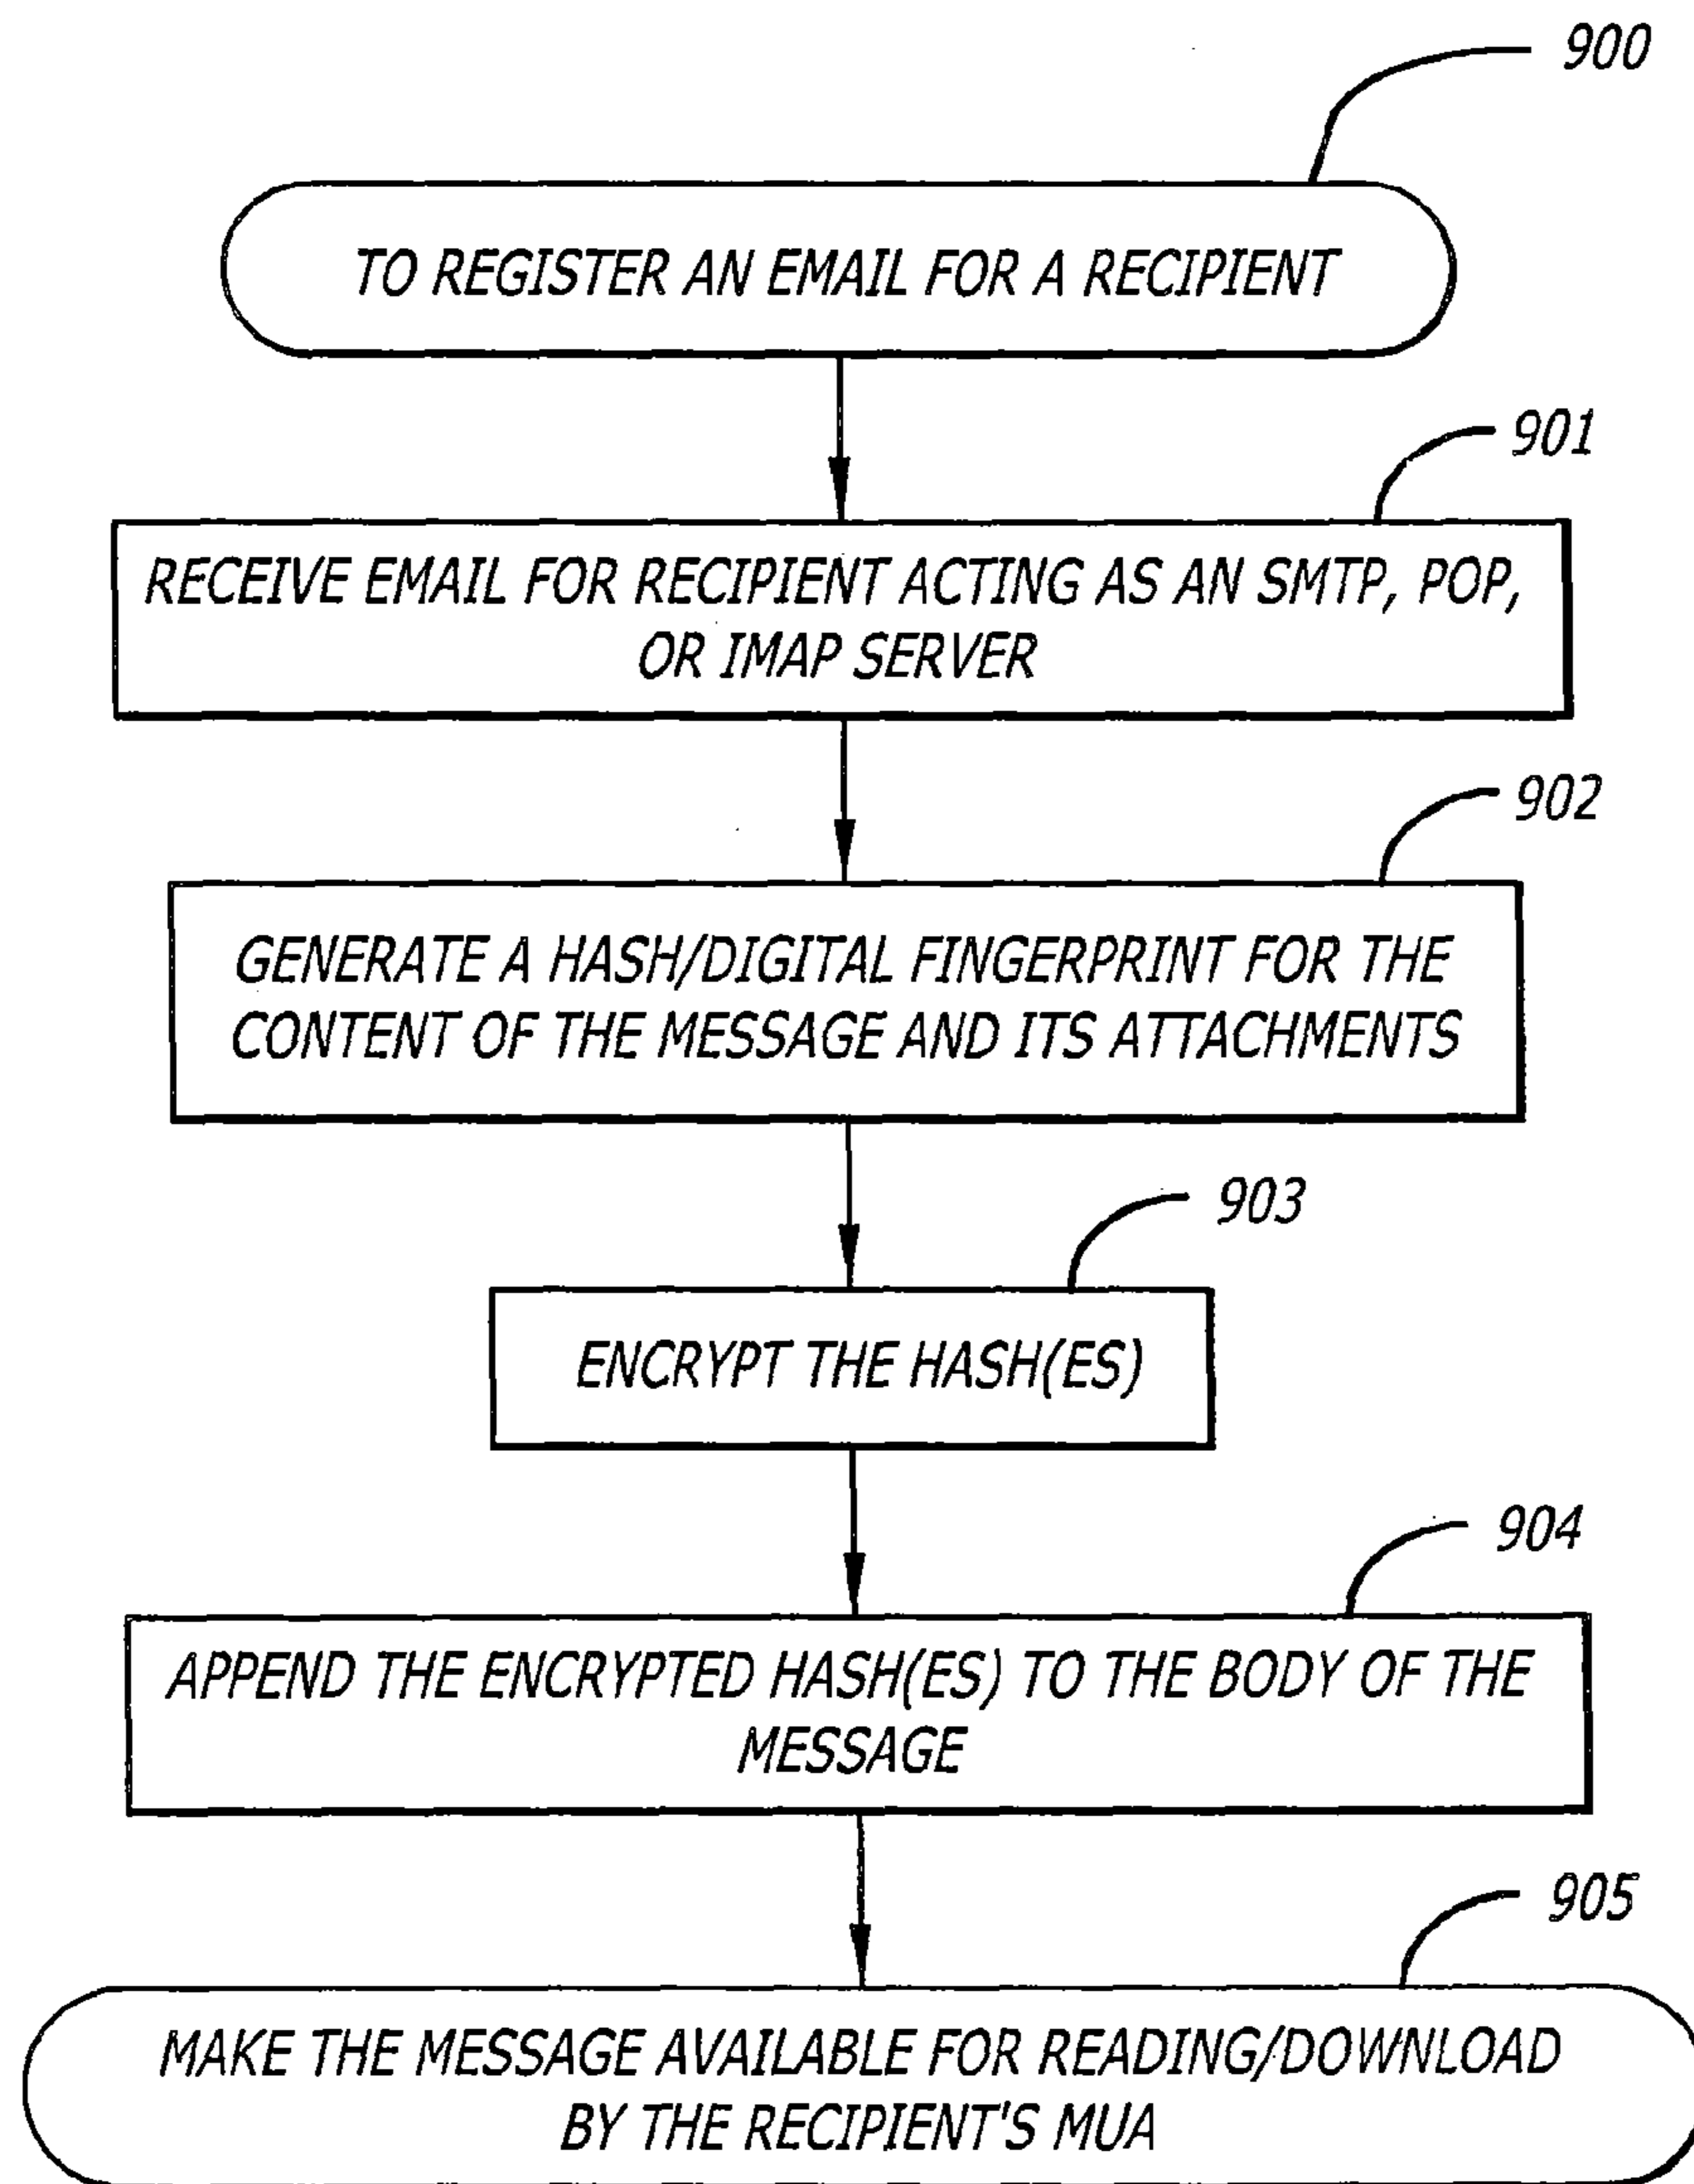 900
TO REGISTER AN EMAIL FOR A RECIPIENT
901
RECEIVE EMAIL FOR RECIPIENT ACTING AS AN SMTP, POP,
OR IMAP SERVER
902
GENERATE A HASH/DIGITAL FINGERPRINT FOR THE
CONTENT OF THE MESSAGE AND ITS ATTACHMENTS
903
ENCRYPT THE HASH(ES)
904
APPEND THE ENCRYPTED HASH(ES) TO THE BODY OF THE
MESSAGE
905
MAKE THE MESSAGE AVAILABLE FOR READING/DOWNLOAD
BY THE RECIPIENT'S MUA